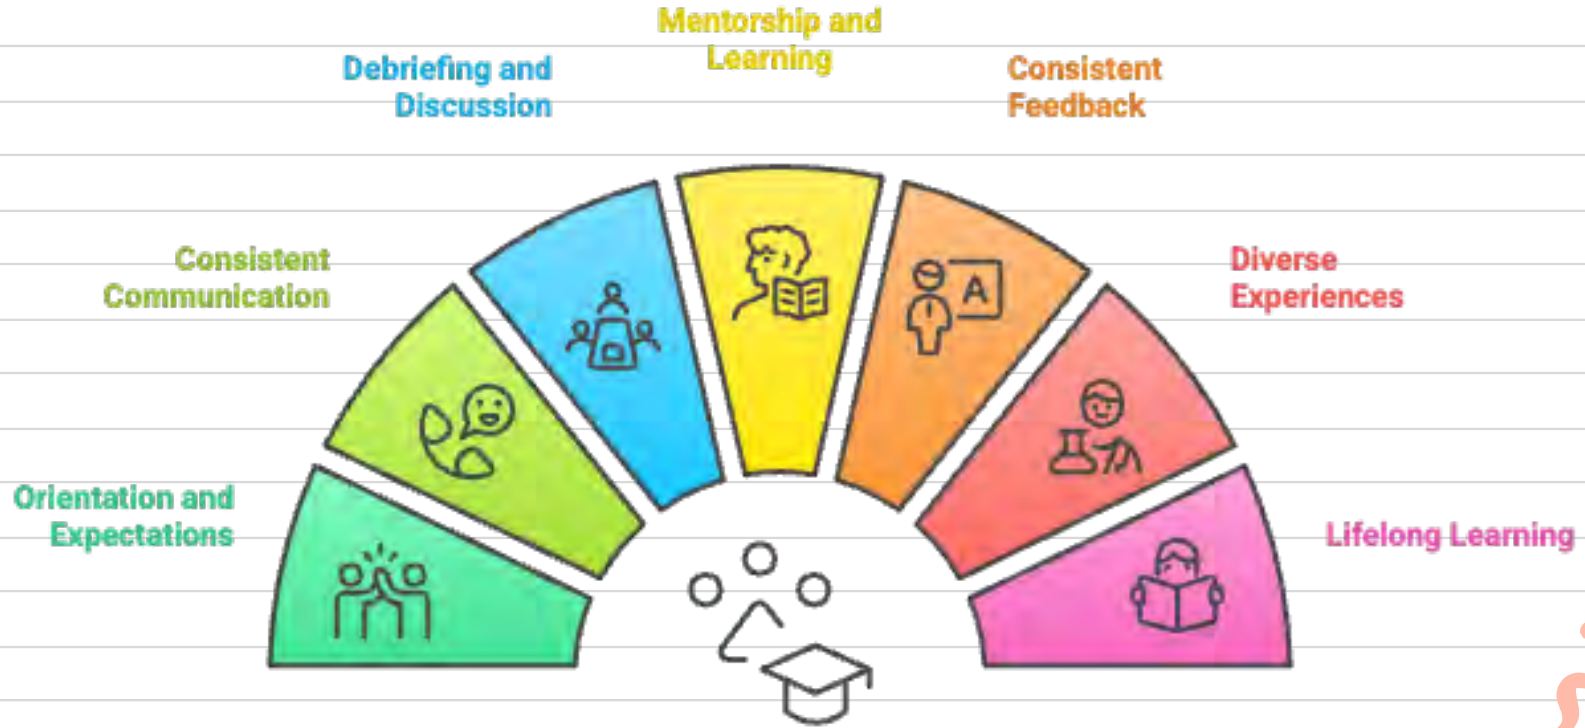 Mentorship and
Learning
Debriefing and
Discussion
Consistent
Feedback
Consistent
Communication
Diverse
Experiences
Orientation and
Expectations
Lifelong Learning
A